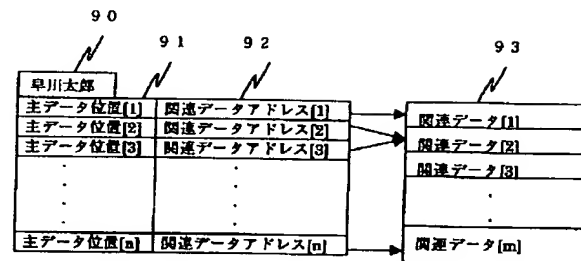 90
91 92 93
早川太郎
主データ位置[1] 関連データアドレス[1] 関連データ[1]
主データ位置[2] 関連データアドレス[2] 関連データ[2]
主データ位置[3] 関連データアドレス[3] 関連データ[3]
主データ位置[n] 関連データアドレス[n] 関連データ[m]